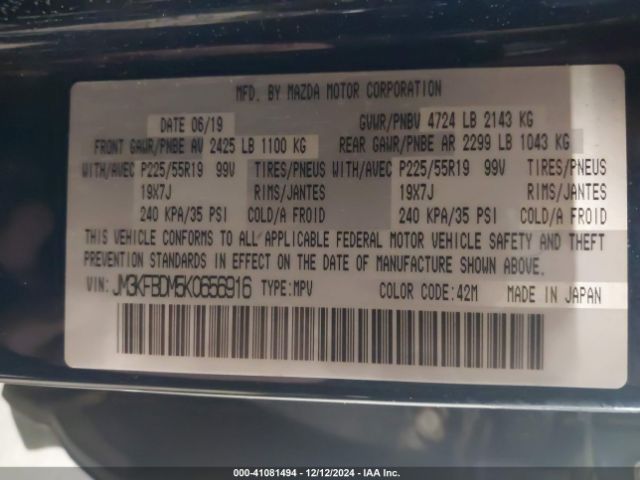 MFD. BY MAZDA MOTOR CORPORATION
DATE 06/19 GVWR/PNBV 4724 LB 2143 KG
FRONT GAWR/PNBE AV 2425 LB 1100 KG REAR GAWR/PNBE AR 2299 LB 1043 KG
WITH/AVEC P225/55R19 99V TIRES/PNEUS WITH/AVEC P225/55R19 99V TIRES/PNEUS
19X7J RIMS/JANTES 19X7J RIMS/JANTES
240 KPA/35 PSI COLD/A FROID 240 KPA/35 PSI COLD/A FROID
THIS VEHICLE CONFORMS TO ALL APPLICABLE FEDERAL MOTOR VEHICLE SAFETY AND THEFT
PREVENTION STANDARDS IN EFFECT ON THE DATE OF MANUFACTURE SHOWN ABOVE.
VIN: JM3KFBDM5K0656916 TYPE:MPV COLOR CODE:42M MADE IN JAPAN
000-41081494 - 12/12/2024 - IAA Inc.